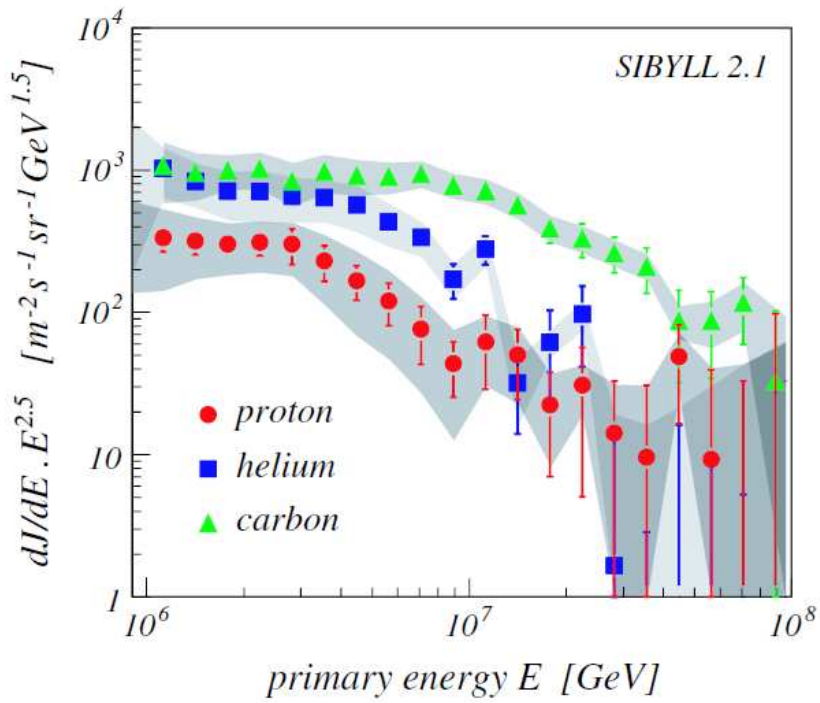 SIBYLL 2.1
dJ/dE . E^2.5 [m^-2 s^-1 sr^-1 GeV^1.5]
10^4
10^3
10^2
10
1
proton
helium
carbon
10^6 10^7 10^8
primary energy E [GeV]